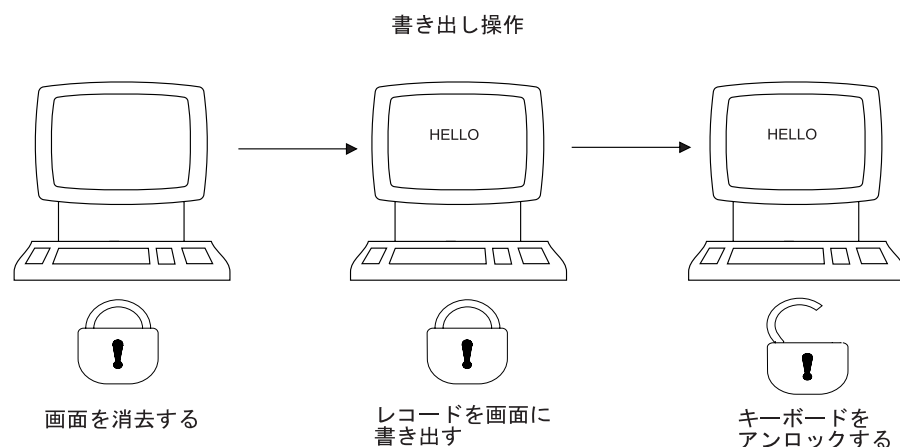 書き出し操作
HELLO
HELLO
画面を消去する
レコードを画面に
書き出す
キーボードを
アンロックする